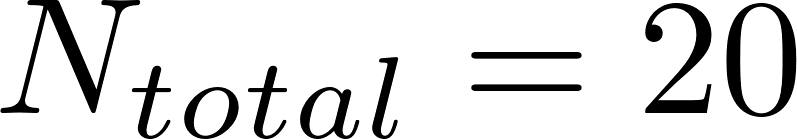 N_{total} = 20